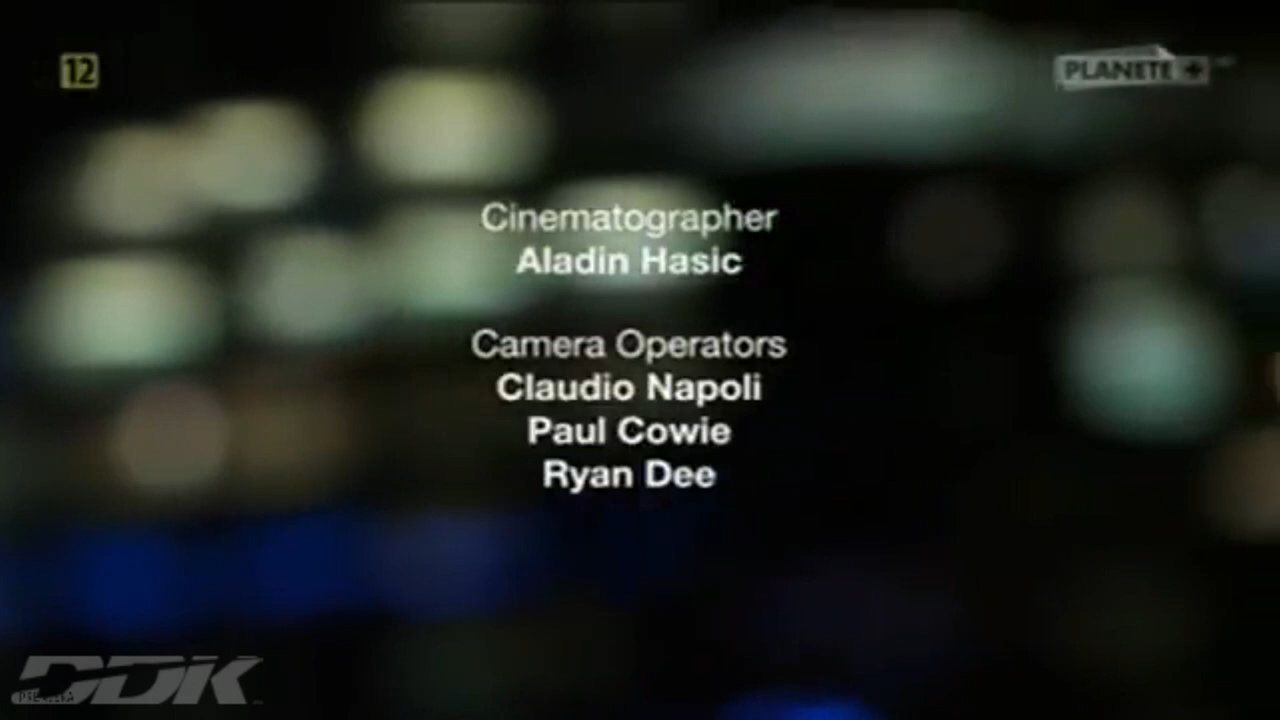 12
PLANETE +
Cinematographer
Aladin Hasic
Camera Operators
Claudio Napoli
Paul Cowie
Ryan Dee
DDK